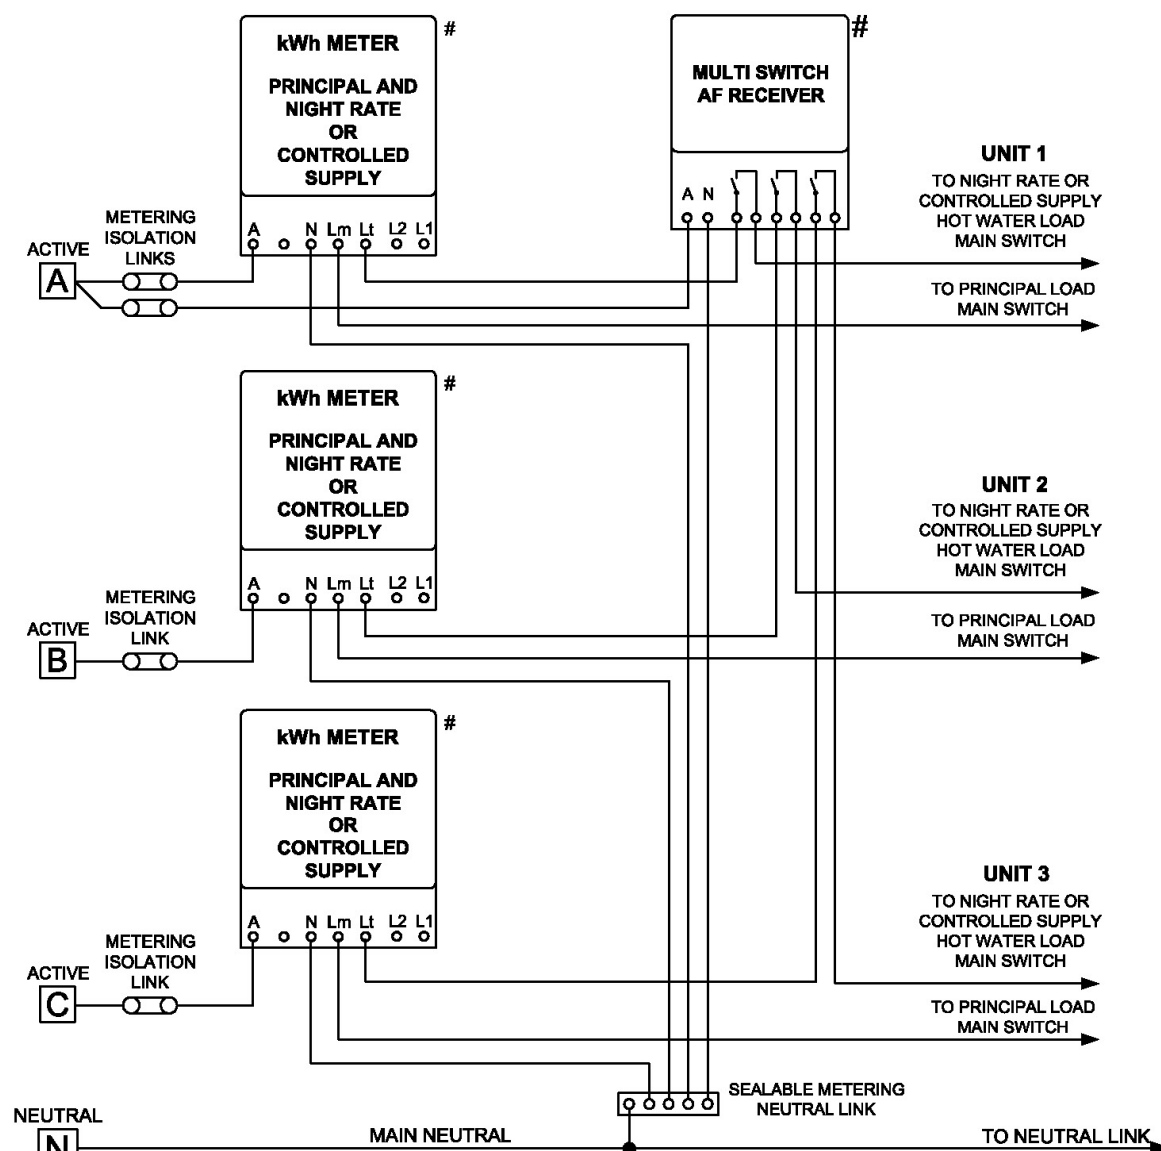 kWh METER
#
PRINCIPAL AND
NIGHT RATE
OR
CONTROLLED
SUPPLY
A N Lm Lt L2 L1
MULTI SWITCH
AF RECEIVER
#
A N
METERING
ISOLATION
LINKS
ACTIVE
A
UNIT 1
TO NIGHT RATE OR
CONTROLLED SUPPLY
HOT WATER LOAD
MAIN SWITCH
TO PRINCIPAL LOAD
MAIN SWITCH
kWh METER
#
PRINCIPAL AND
NIGHT RATE
OR
CONTROLLED
SUPPLY
A N Lm Lt L2 L1
METERING
ISOLATION
LINK
ACTIVE
B
UNIT 2
TO NIGHT RATE OR
CONTROLLED SUPPLY
HOT WATER LOAD
MAIN SWITCH
TO PRINCIPAL LOAD
MAIN SWITCH
kWh METER
#
PRINCIPAL AND
NIGHT RATE
OR
CONTROLLED
SUPPLY
A N Lm Lt L2 L1
METERING
ISOLATION
LINK
ACTIVE
C
UNIT 3
TO NIGHT RATE OR
CONTROLLED SUPPLY
HOT WATER LOAD
MAIN SWITCH
TO PRINCIPAL LOAD
MAIN SWITCH
SEALABLE METERING
NEUTRAL LINK
NEUTRAL
N
MAIN NEUTRAL
TO NEUTRAL LINK